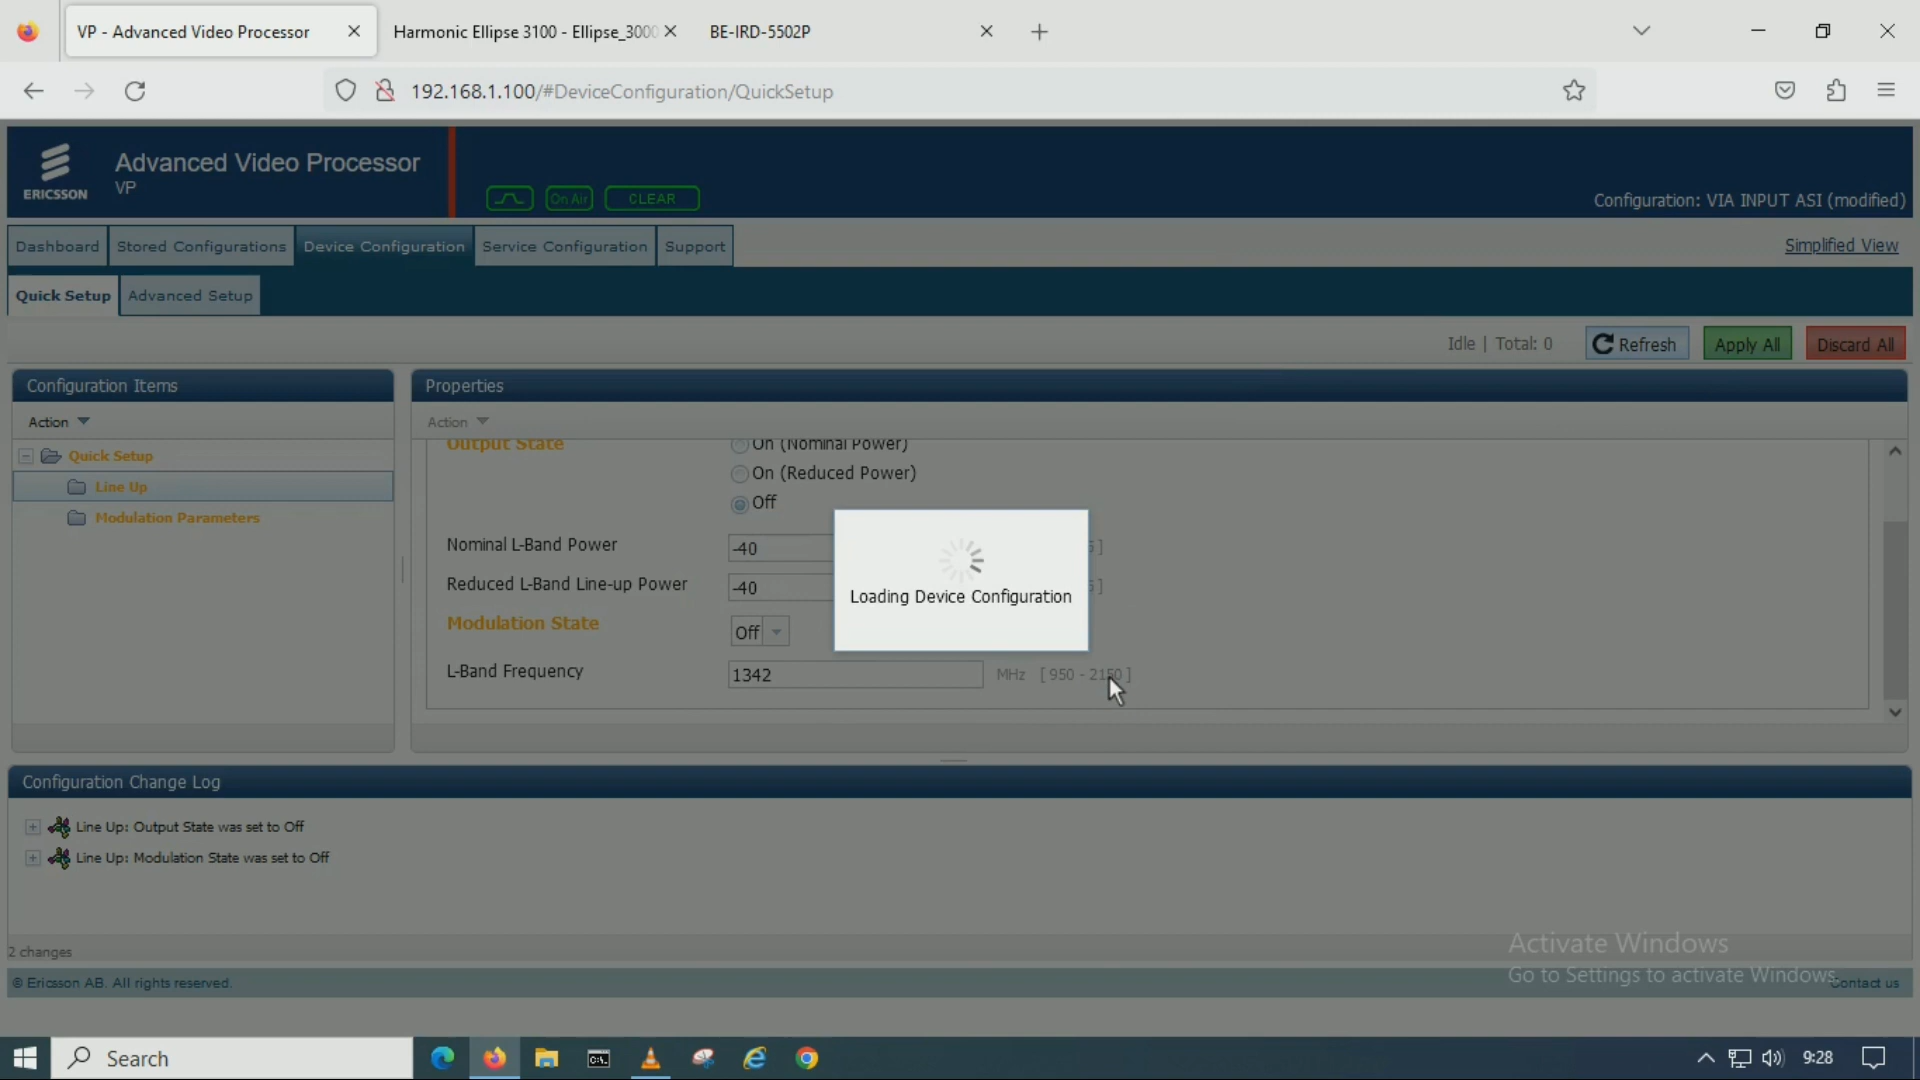 VP - Advanced Video Processor
Harmonic Ellipse 3100 - Ellipse_3000
BE-IRD-5502P
192.168.1.100/#DeviceConfiguration/QuickSetup
ERICSSON
Advanced Video Processor
VP
On Air
CLEAR
Configuration: VIA INPUT ASI (modified)
Dashboard
Stored Configurations
Device Configuration
Service Configuration
Support
Simplified View
Quick Setup
Advanced Setup
Idle | Total: 0
Refresh
Apply All
Discard All
Configuration Items
Properties
Action
Action
Quick Setup
Line Up
Modulation Parameters
Output State
On (Nominal Power)
On (Reduced Power)
Off
Nominal L-Band Power
-40
Reduced L-Band Line-up Power
-40
Modulation State
Off
L-Band Frequency
1342
MHz [ 950 - 2150 ]
Loading Device Configuration
Configuration Change Log
Line Up: Output State was set to Off
Line Up: Modulation State was set to Off
2 changes
© Ericsson AB. All rights reserved.
Contact us
Activate Windows
Go to Settings to activate Windows.
Search
9:28